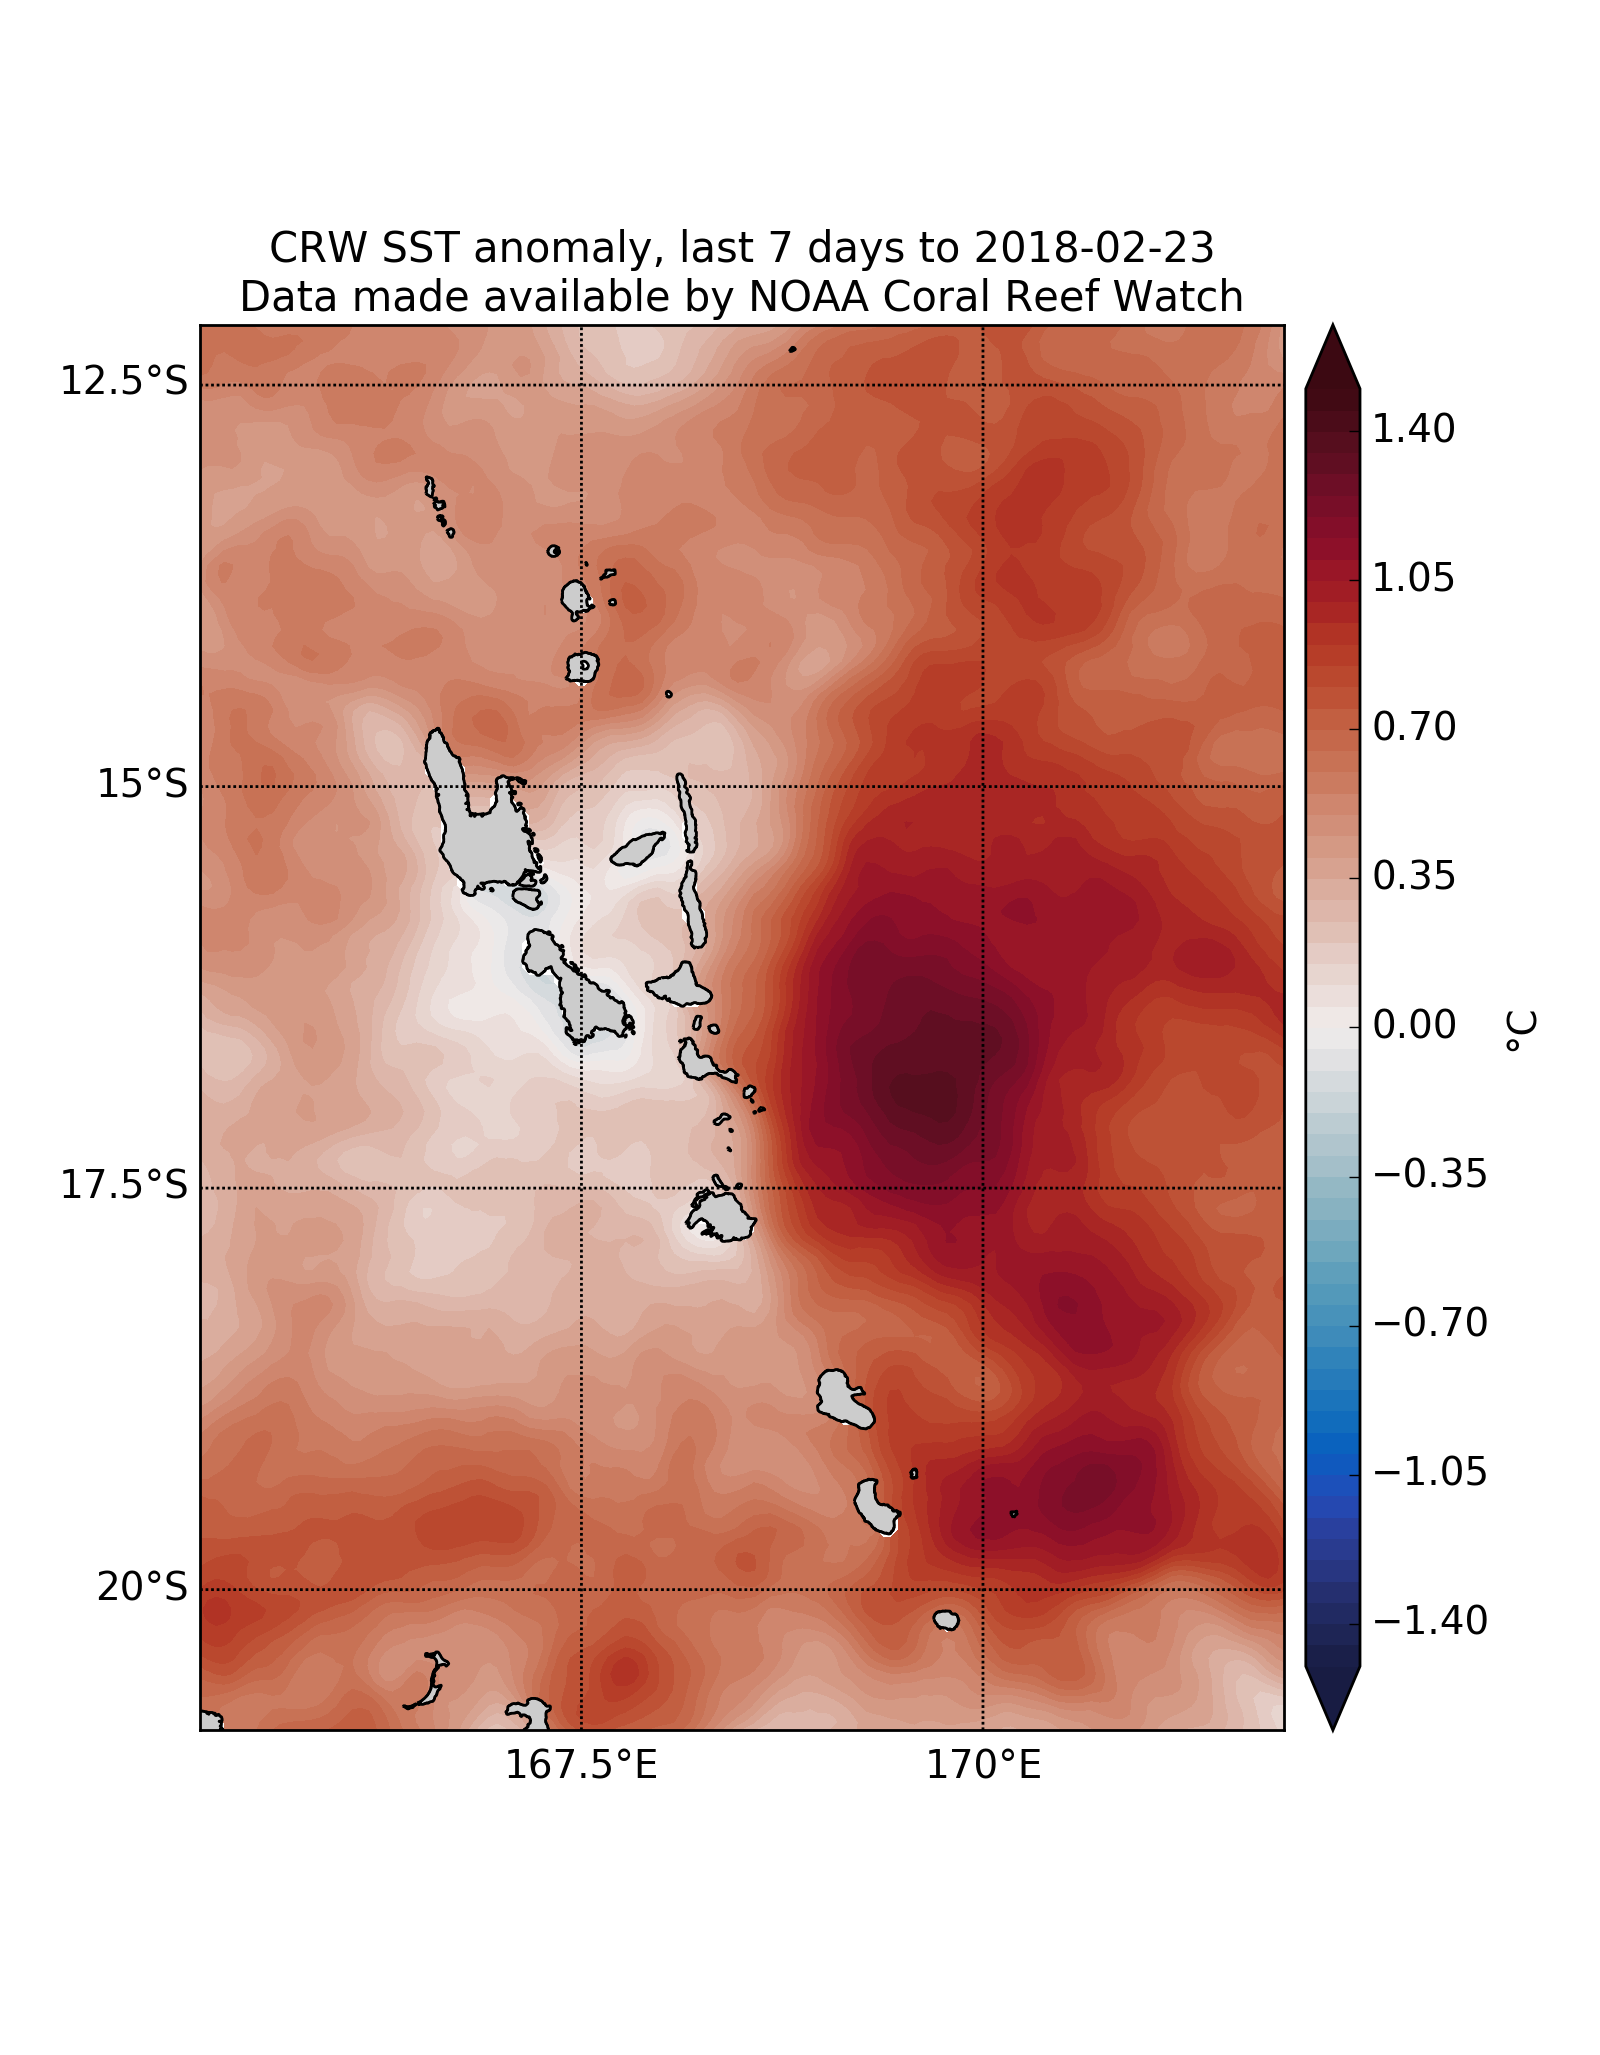 CRW SST anomaly, last 7 days to 2018-02-23
Data made available by NOAA Coral Reef Watch
12.5°S
15°S
17.5°S
20°S
167.5°E
170°E
1.40
1.05
0.70
0.35
0.00
−0.35
−0.70
−1.05
−1.40
°C